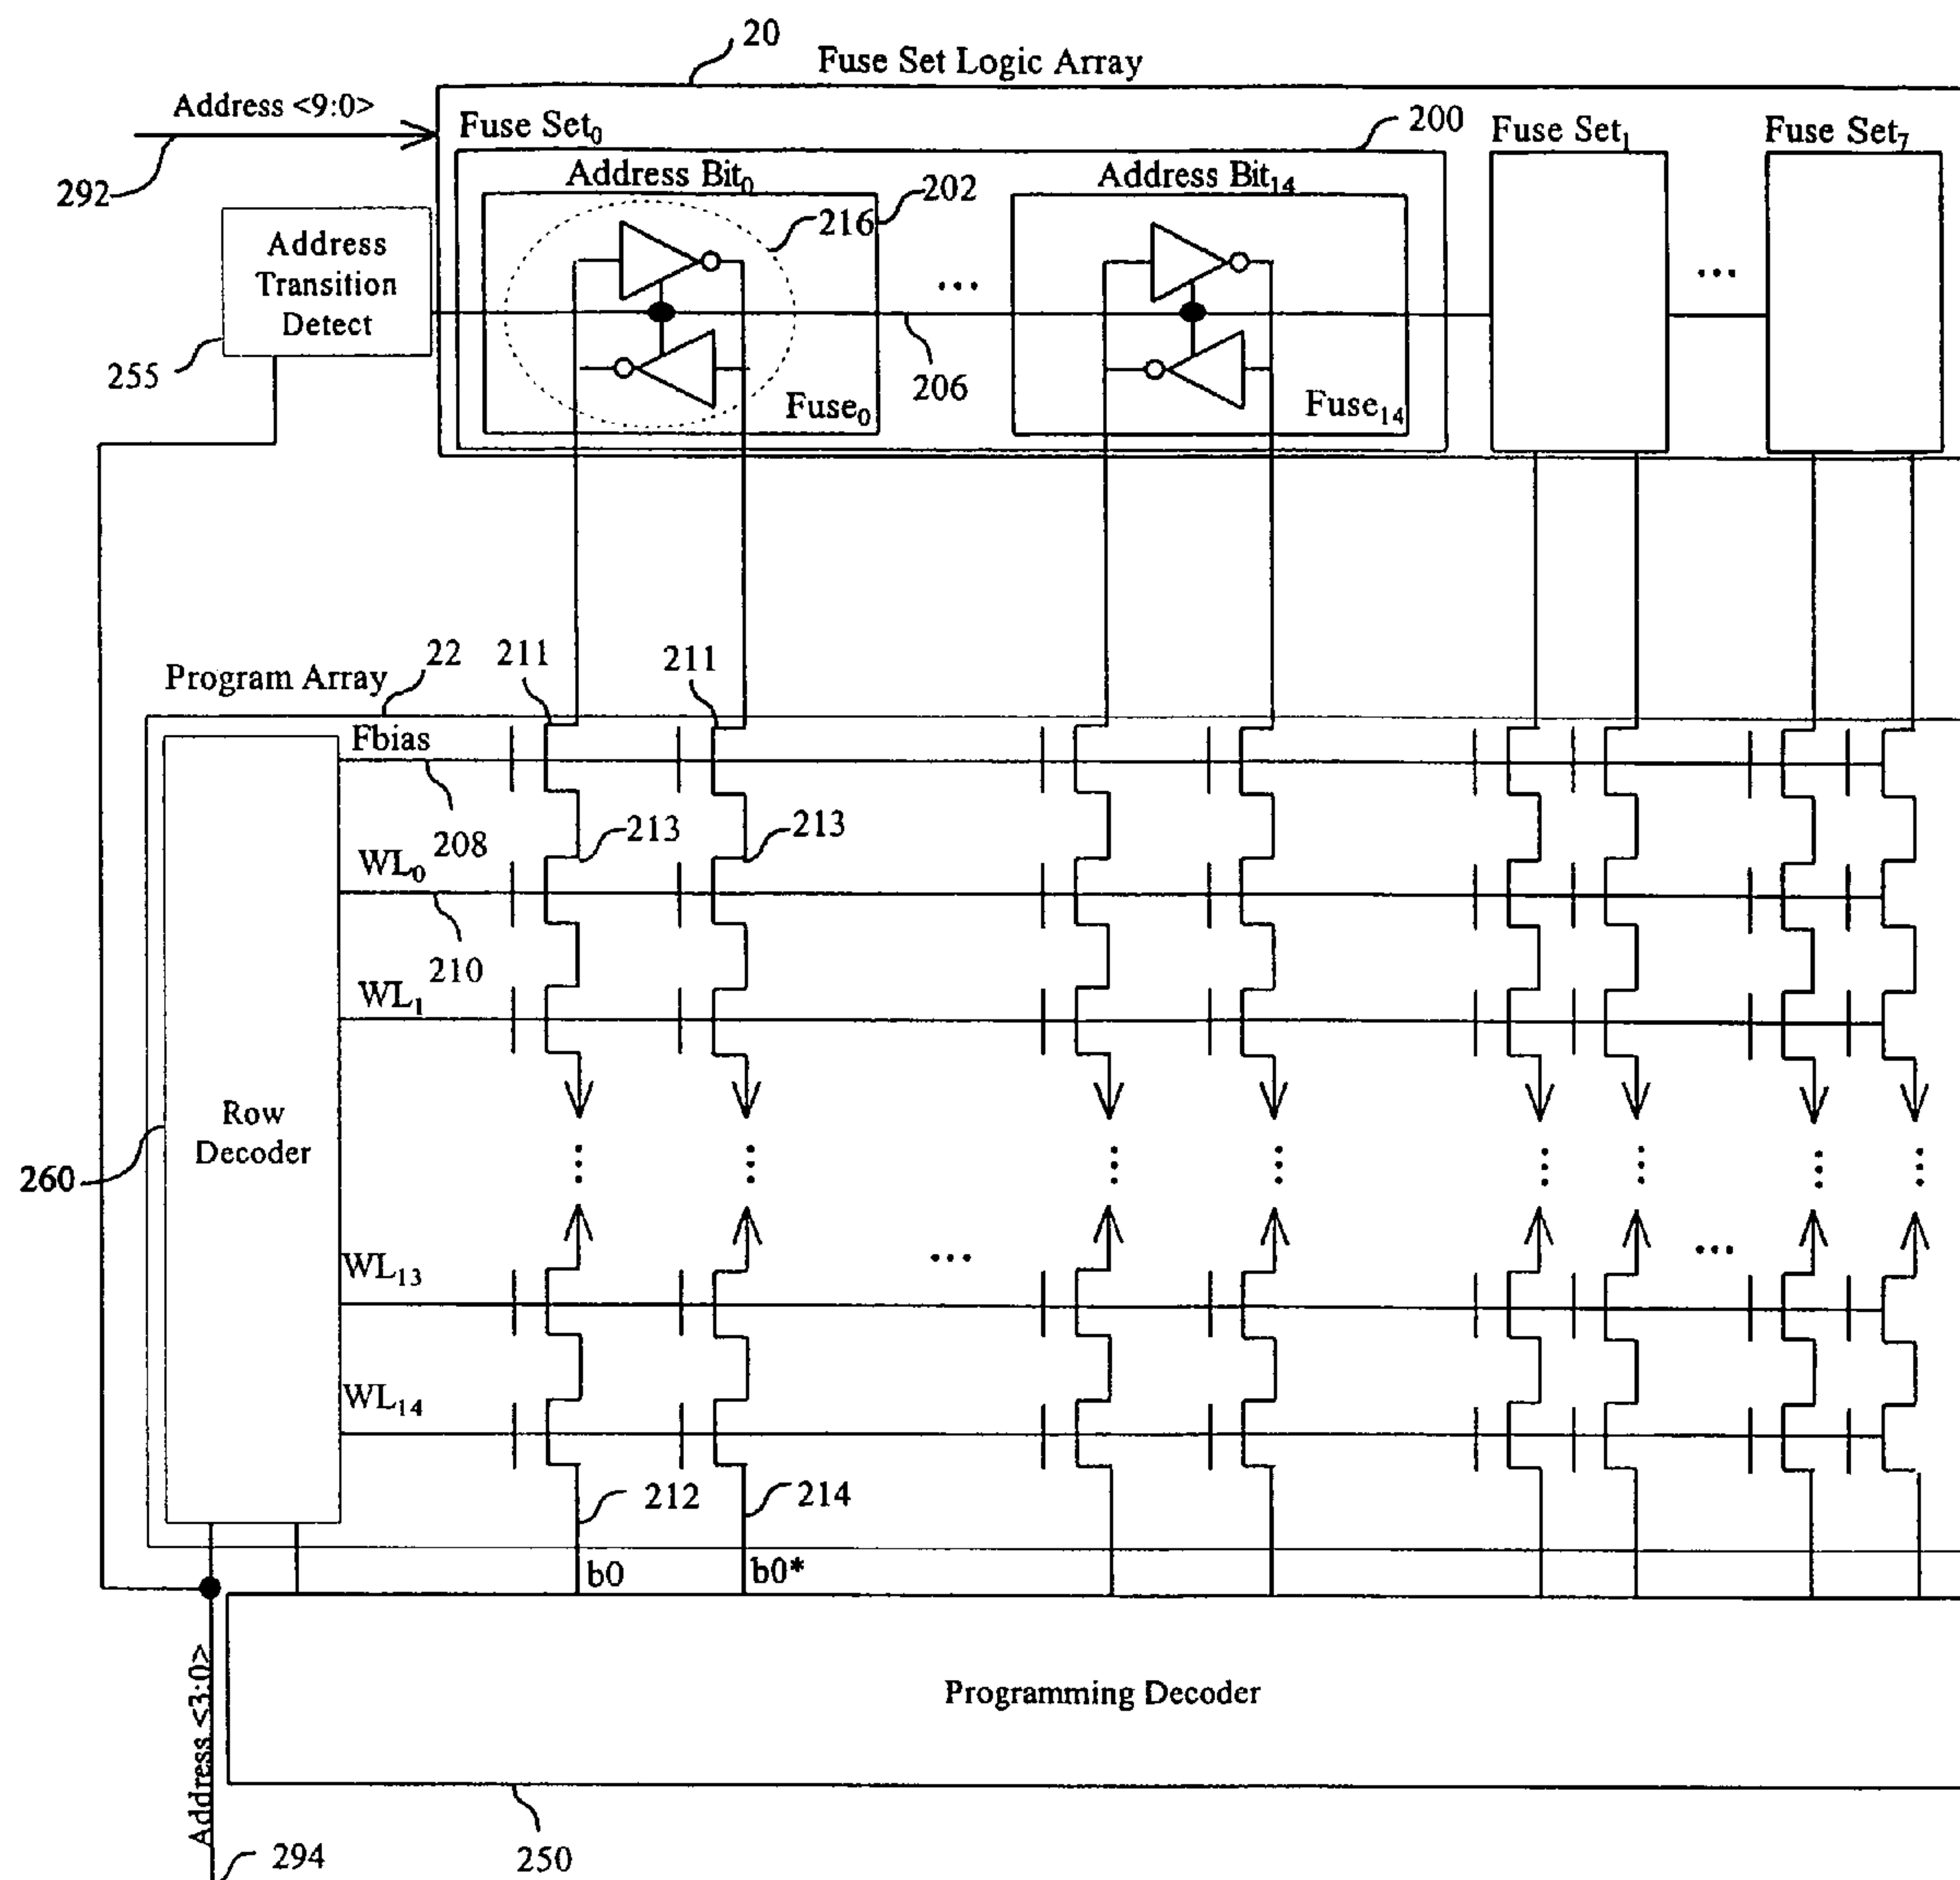 20
Fuse Set Logic Array
Address <9:0>
292
Fuse Set₀
200
Fuse Set₁
Fuse Set₇
Address Bit₀
202
Address Bit₁₄
216
Address
Transition
Detect
255
...
...
206
Fuse₀
Fuse₁₄
Program Array
22
211
211
Fbias
208
213
213
WL₀
210
WL₁
Row
Decoder
260
WL₁₃
...
...
WL₁₄
212
214
b0
b0*
Address <3:0>
Programming Decoder
294
250